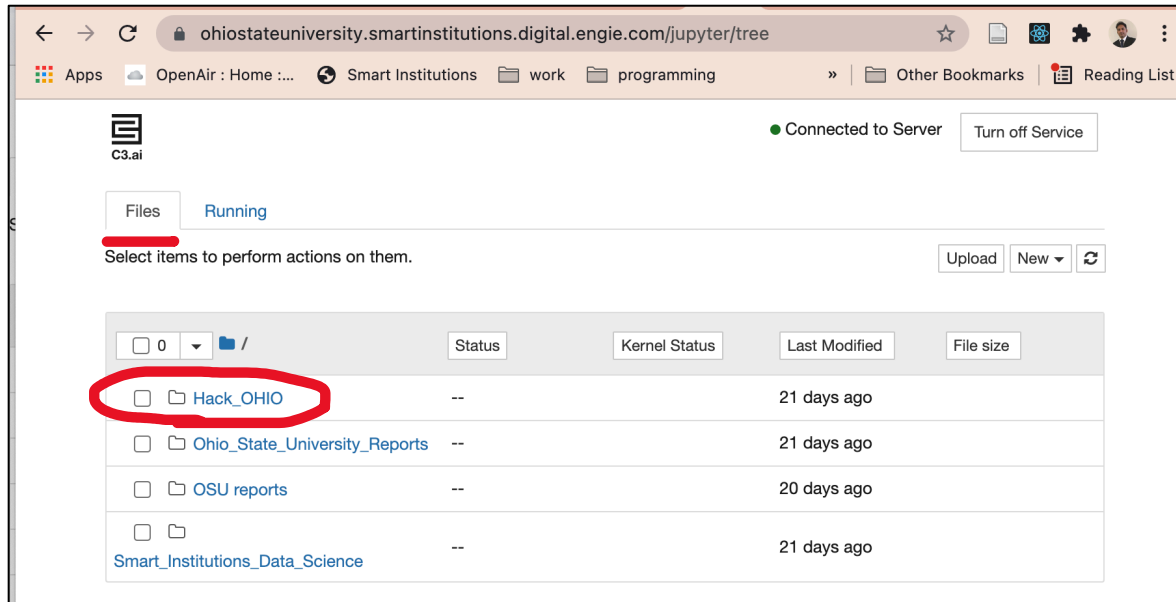 ohiostateuniversity.smartinstitutions.digital.engie.com/jupyter/tree
Apps OpenAir : Home :... Smart Institutions work programming » Other Bookmarks Reading List
C3.ai
Connected to Server Turn off Service
Files Running
Select items to perform actions on them.
Upload New
0 / Status Kernel Status Last Modified File size
Hack_OHIO -- 21 days ago
Ohio_State_University_Reports -- 21 days ago
OSU reports -- 20 days ago
Smart_Institutions_Data_Science -- 21 days ago